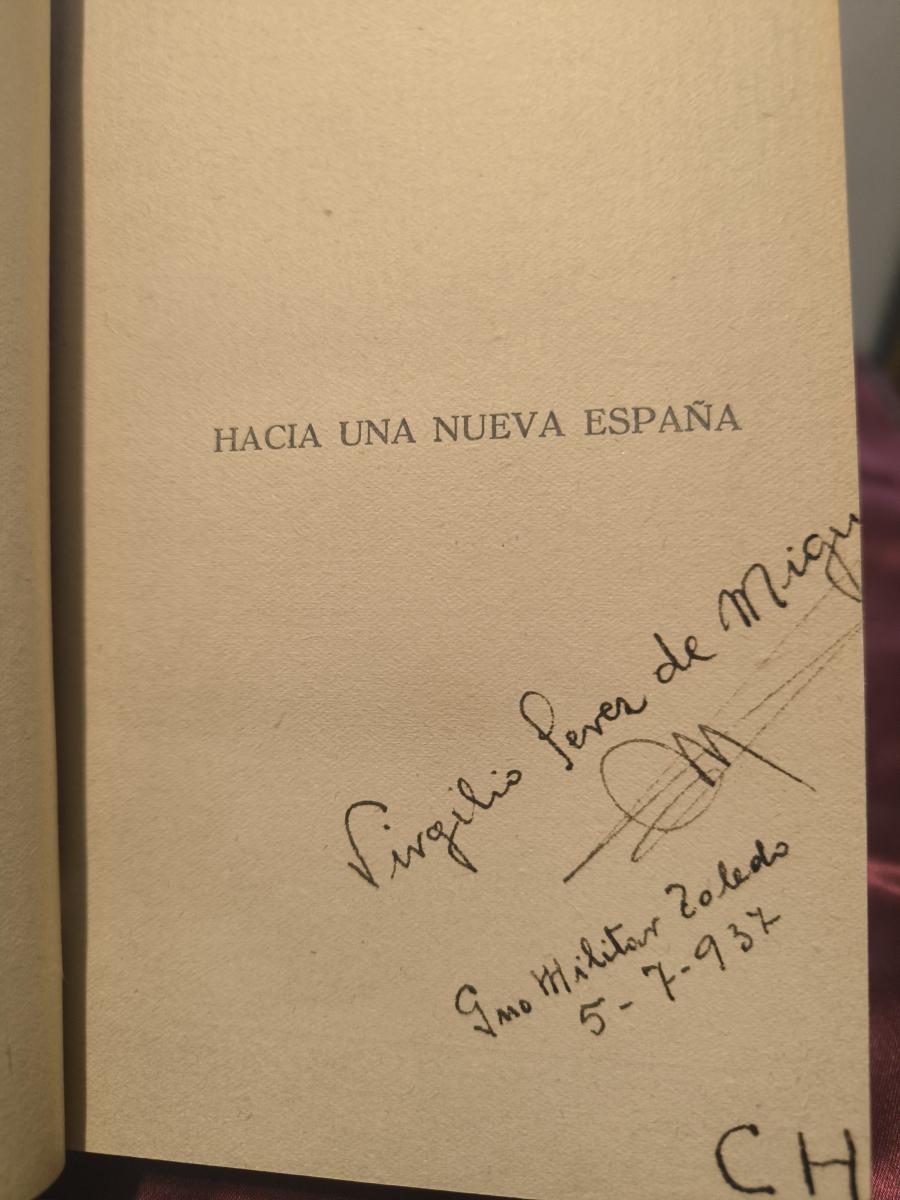 HACIA UNA NUEVA ESPAÑA
Virgilio Perez de Migu
M
Gno Militar Toledo
5-7-937
CH